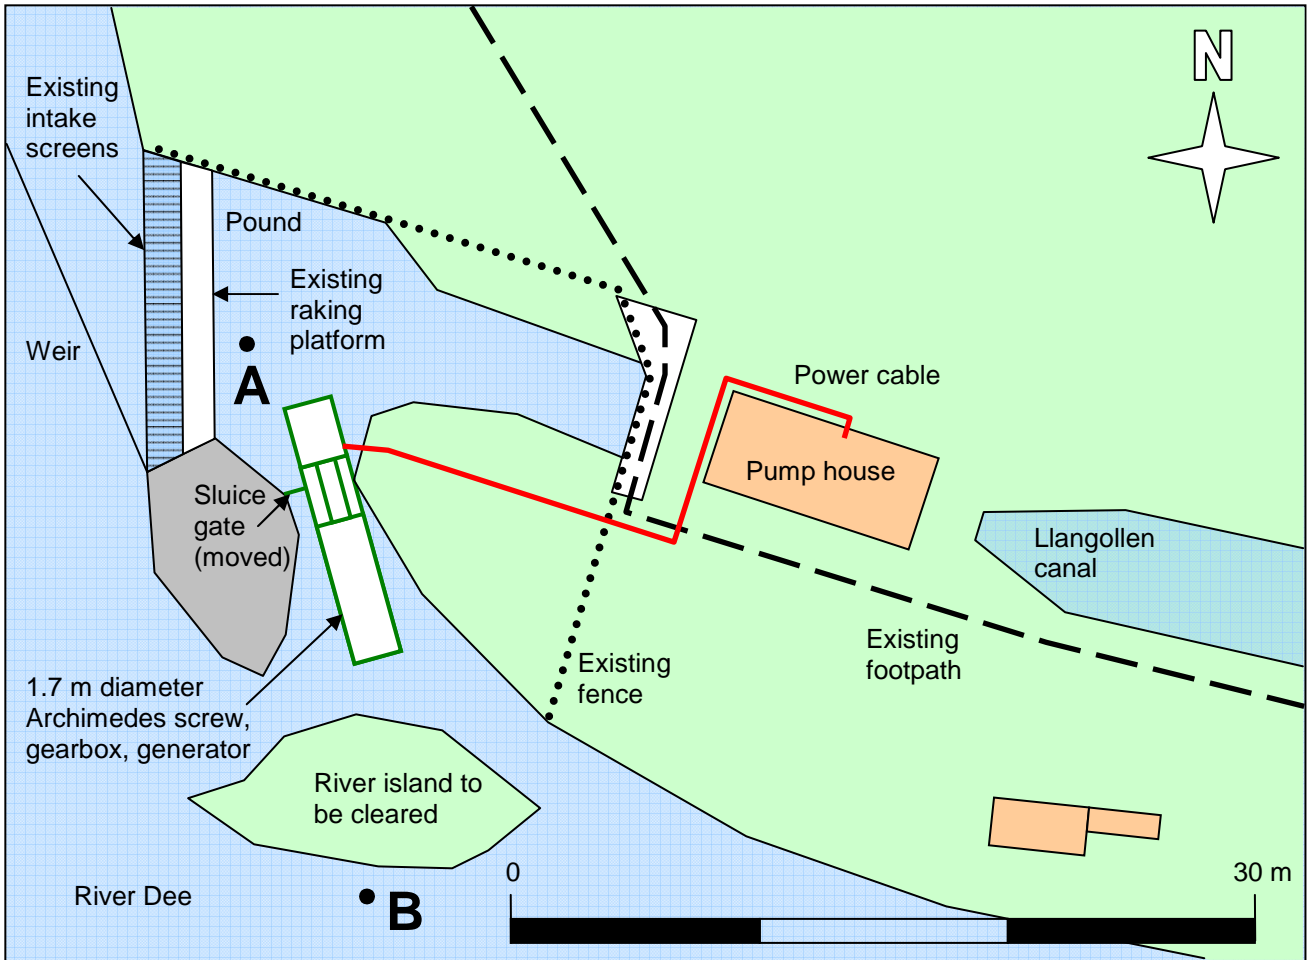 N
Existing
intake
screens
Pound
Existing
raking
platform
Weir
A
Power cable
Pump house
Sluice
gate
(moved)
Llangollen
canal
Existing
footpath
Existing
fence
1.7 m diameter
Archimedes screw,
gearbox, generator
River island to
be cleared
0
30 m
River Dee
B